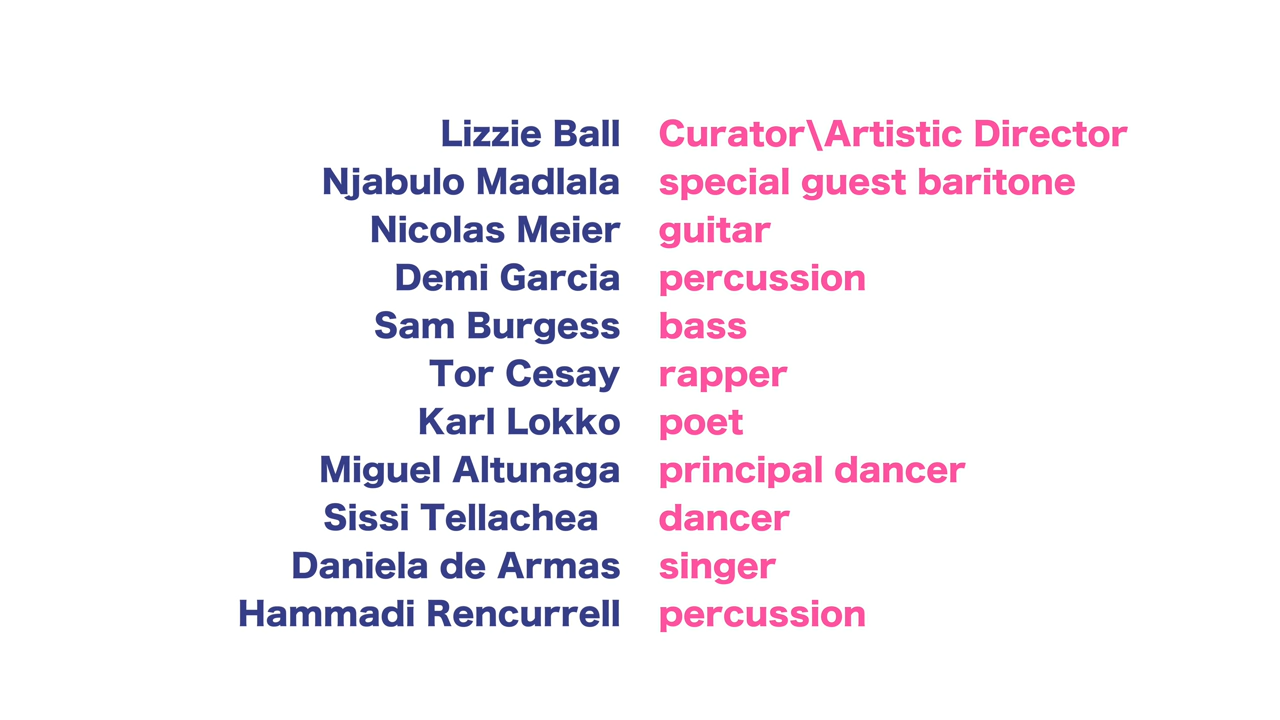 Lizzie Ball Curator\Artistic Director
Njabulo Madlala special guest baritone
Nicolas Meier guitar
Demi Garcia percussion
Sam Burgess bass
Tor Cesay rapper
Karl Lokko poet
Miguel Altunaga principal dancer
Sissi Tellachea dancer
Daniela de Armas singer
Hammadi Rencurrell percussion